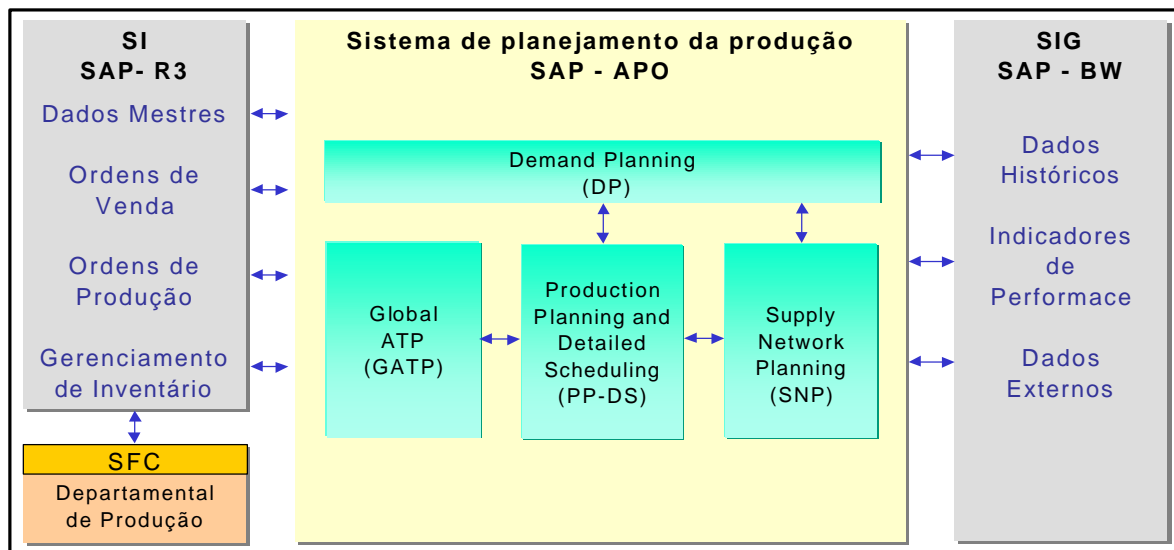 SI
SAP- R3
Dados Mestres
Ordens de
Venda
Ordens de
Produção
Gerenciamento
de Inventário
SFC
Departamental
de Produção
Sistema de planejamento da produção
SAP - APO
Demand Planning
(DP)
Global
ATP
(GATP)
Production
Planning and
Detailed
Scheduling
(PP-DS)
Supply
Network
Planning
(SNP)
SIG
SAP - BW
Dados
Históricos
Indicadores
de
Performace
Dados
Externos